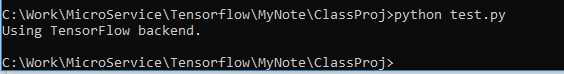 C:\Work\MicroService\Tensorflow\MyNote\ClassProj>python test.py
Using TensorFlow backend.
C:\Work\MicroService\Tensorflow\MyNote\ClassProj>